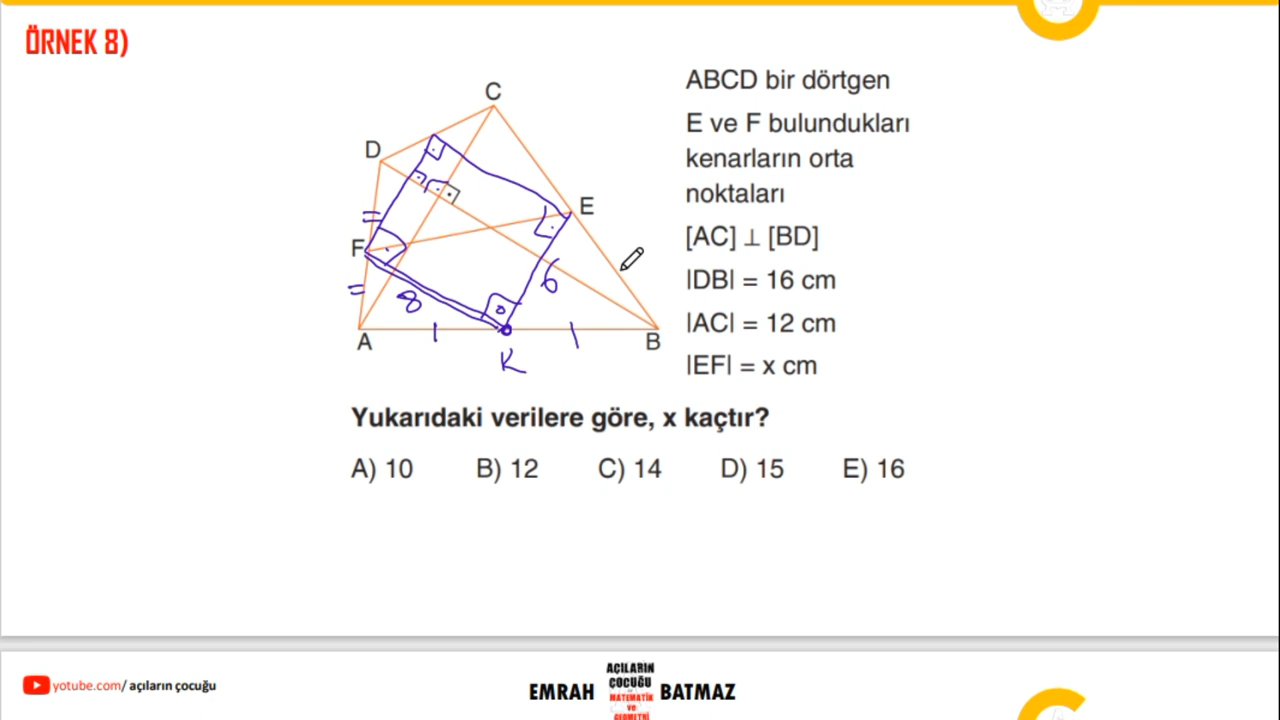 ÖRNEK 8)
C
D
E
F
A
B
8
6
K
ABCD bir dörtgen
E ve F bulundukları
kenarların orta
noktaları
[AC] ⊥ [BD]
|DB| = 16 cm
|AC| = 12 cm
|EF| = x cm
Yukarıdaki verilere göre, x kaçtır?
A) 10 B) 12 C) 14 D) 15 E) 16
yotube.com/ açıların çocuğu
EMRAH
AÇILARIN
ÇOCUĞU
MATEMATİK
ve
GEOMETRİ
BATMAZ